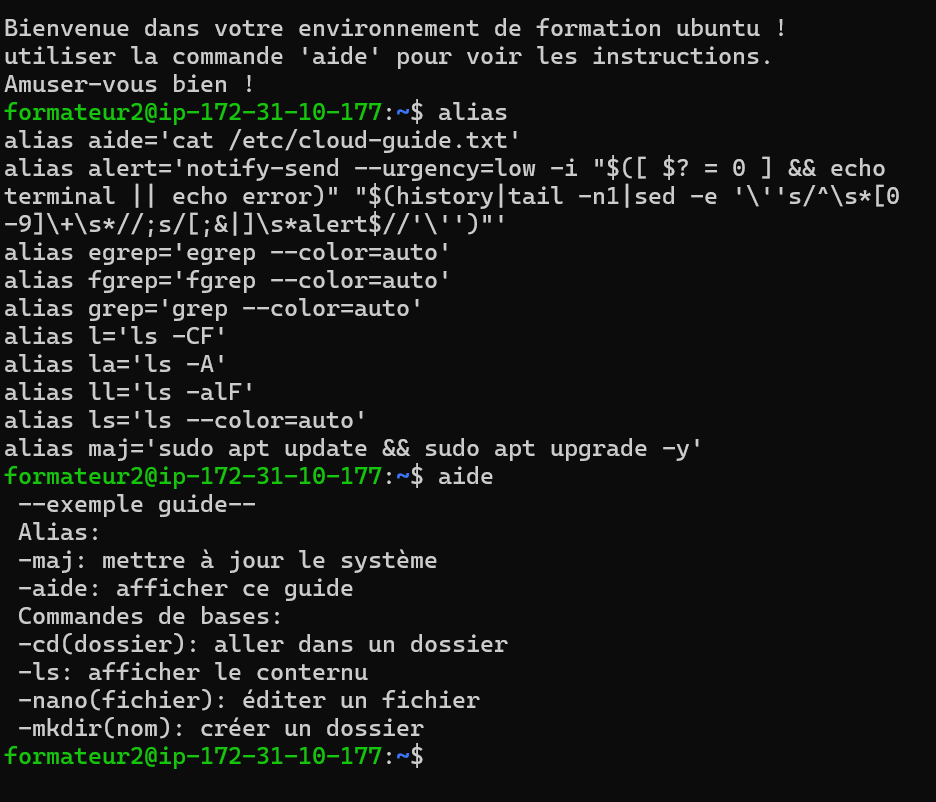 Bienvenue dans votre environnement de formation ubuntu !
utiliser la commande 'aide' pour voir les instructions.
Amuser-vous bien !
formateur2@ip-172-31-10-177:~$ alias
alias aide='cat /etc/cloud-guide.txt'
alias alert='notify-send --urgency=low -i "$([ $? = 0 ] && echo
terminal || echo error)" "$(history|tail -n1|sed -e '\''s/^\s*[0
-9]\+\s*//;s/[;&|]\s*alert$//'\'')"'
alias egrep='egrep --color=auto'
alias fgrep='fgrep --color=auto'
alias grep='grep --color=auto'
alias l='ls -CF'
alias la='ls -A'
alias ll='ls -alF'
alias ls='ls --color=auto'
alias maj='sudo apt update && sudo apt upgrade -y'
formateur2@ip-172-31-10-177:~$ aide
--exemple guide--
Alias:
-maj: mettre à jour le système
-aide: afficher ce guide
Commandes de bases:
-cd(dossier): aller dans un dossier
-ls: afficher le conternu
-nano(fichier): éditer un fichier
-mkdir(nom): créer un dossier
formateur2@ip-172-31-10-177:~$